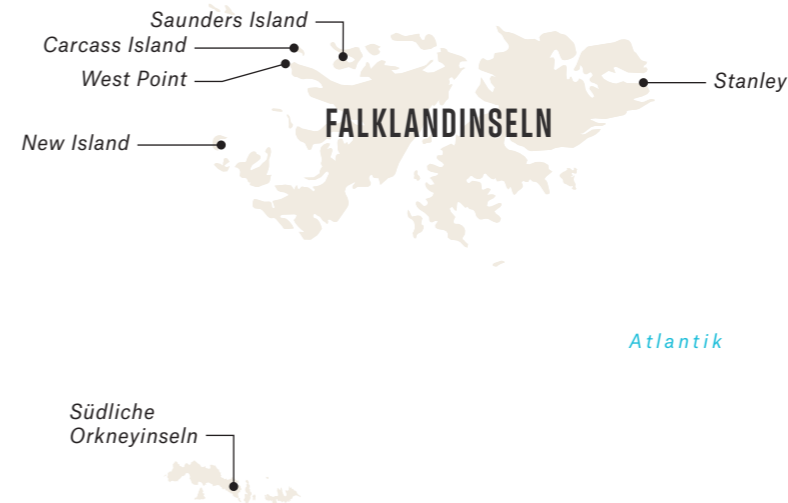 Saunders Island
Carcass Island
West Point
Stanley
FALKLANDINSELN
New Island
Atlantik
Südliche
Orkneyinseln